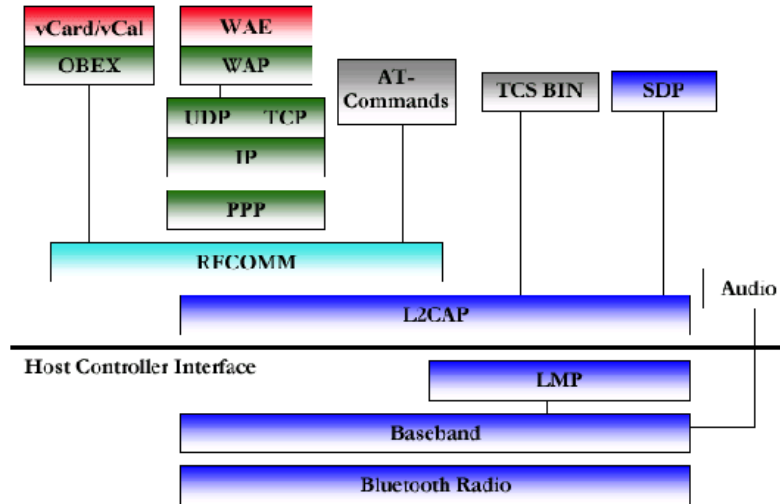 vCard/vCal
WAE
OBEX
WAP
AT-
Commands
TCS BIN
SDP
UDP TCP
IP
PPP
RFCOMM
Audio
L2CAP
Host Controller Interface
LMP
Baseband
Bluetooth Radio